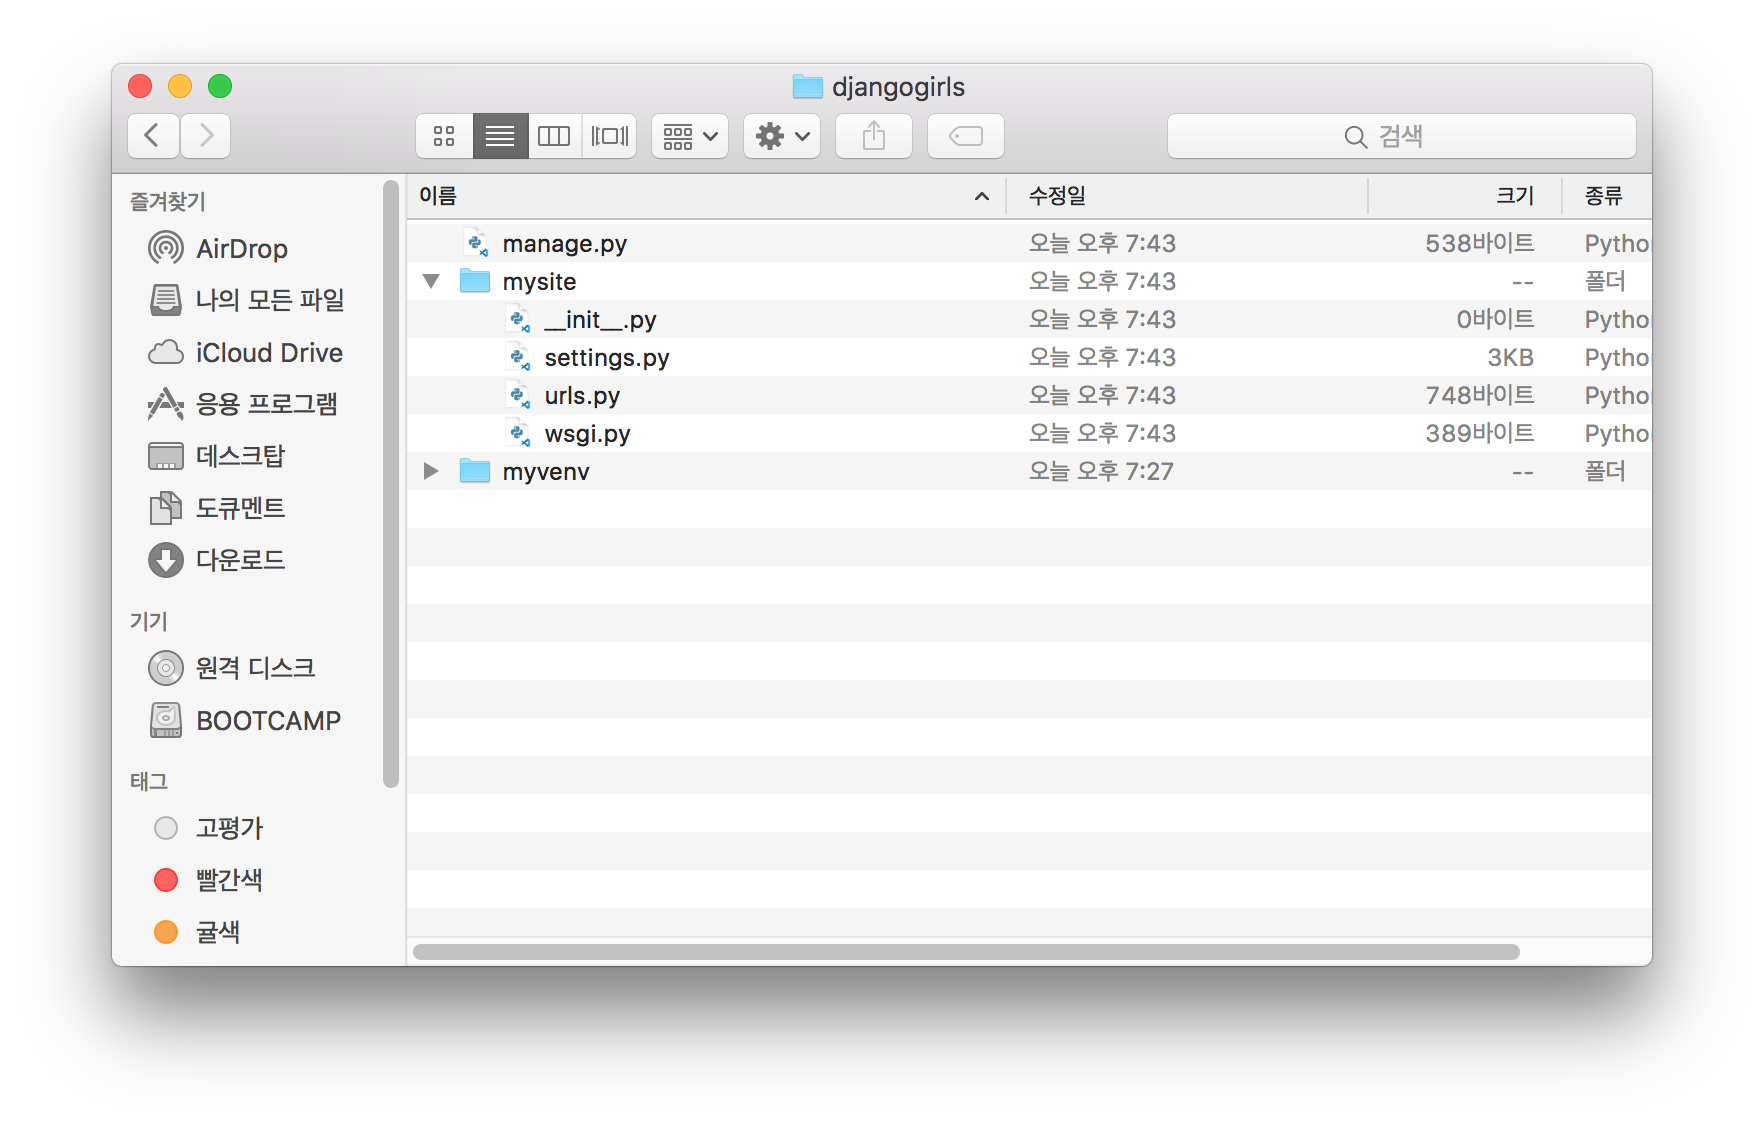 djangogirls
검색
즐겨찾기
AirDrop
나의 모든 파일
iCloud Drive
응용 프로그램
데스크탑
도큐멘트
다운로드
기기
원격 디스크
BOOTCAMP
태그
고평가
빨간색
귤색
이름 수정일 크기 종류
manage.py 오늘 오후 7:43 538바이트 Pytho
mysite 오늘 오후 7:43 -- 폴더
__init__.py 오늘 오후 7:43 0바이트 Pytho
settings.py 오늘 오후 7:43 3KB Pytho
urls.py 오늘 오후 7:43 748바이트 Pytho
wsgi.py 오늘 오후 7:43 389바이트 Pytho
myvenv 오늘 오후 7:27 -- 폴더